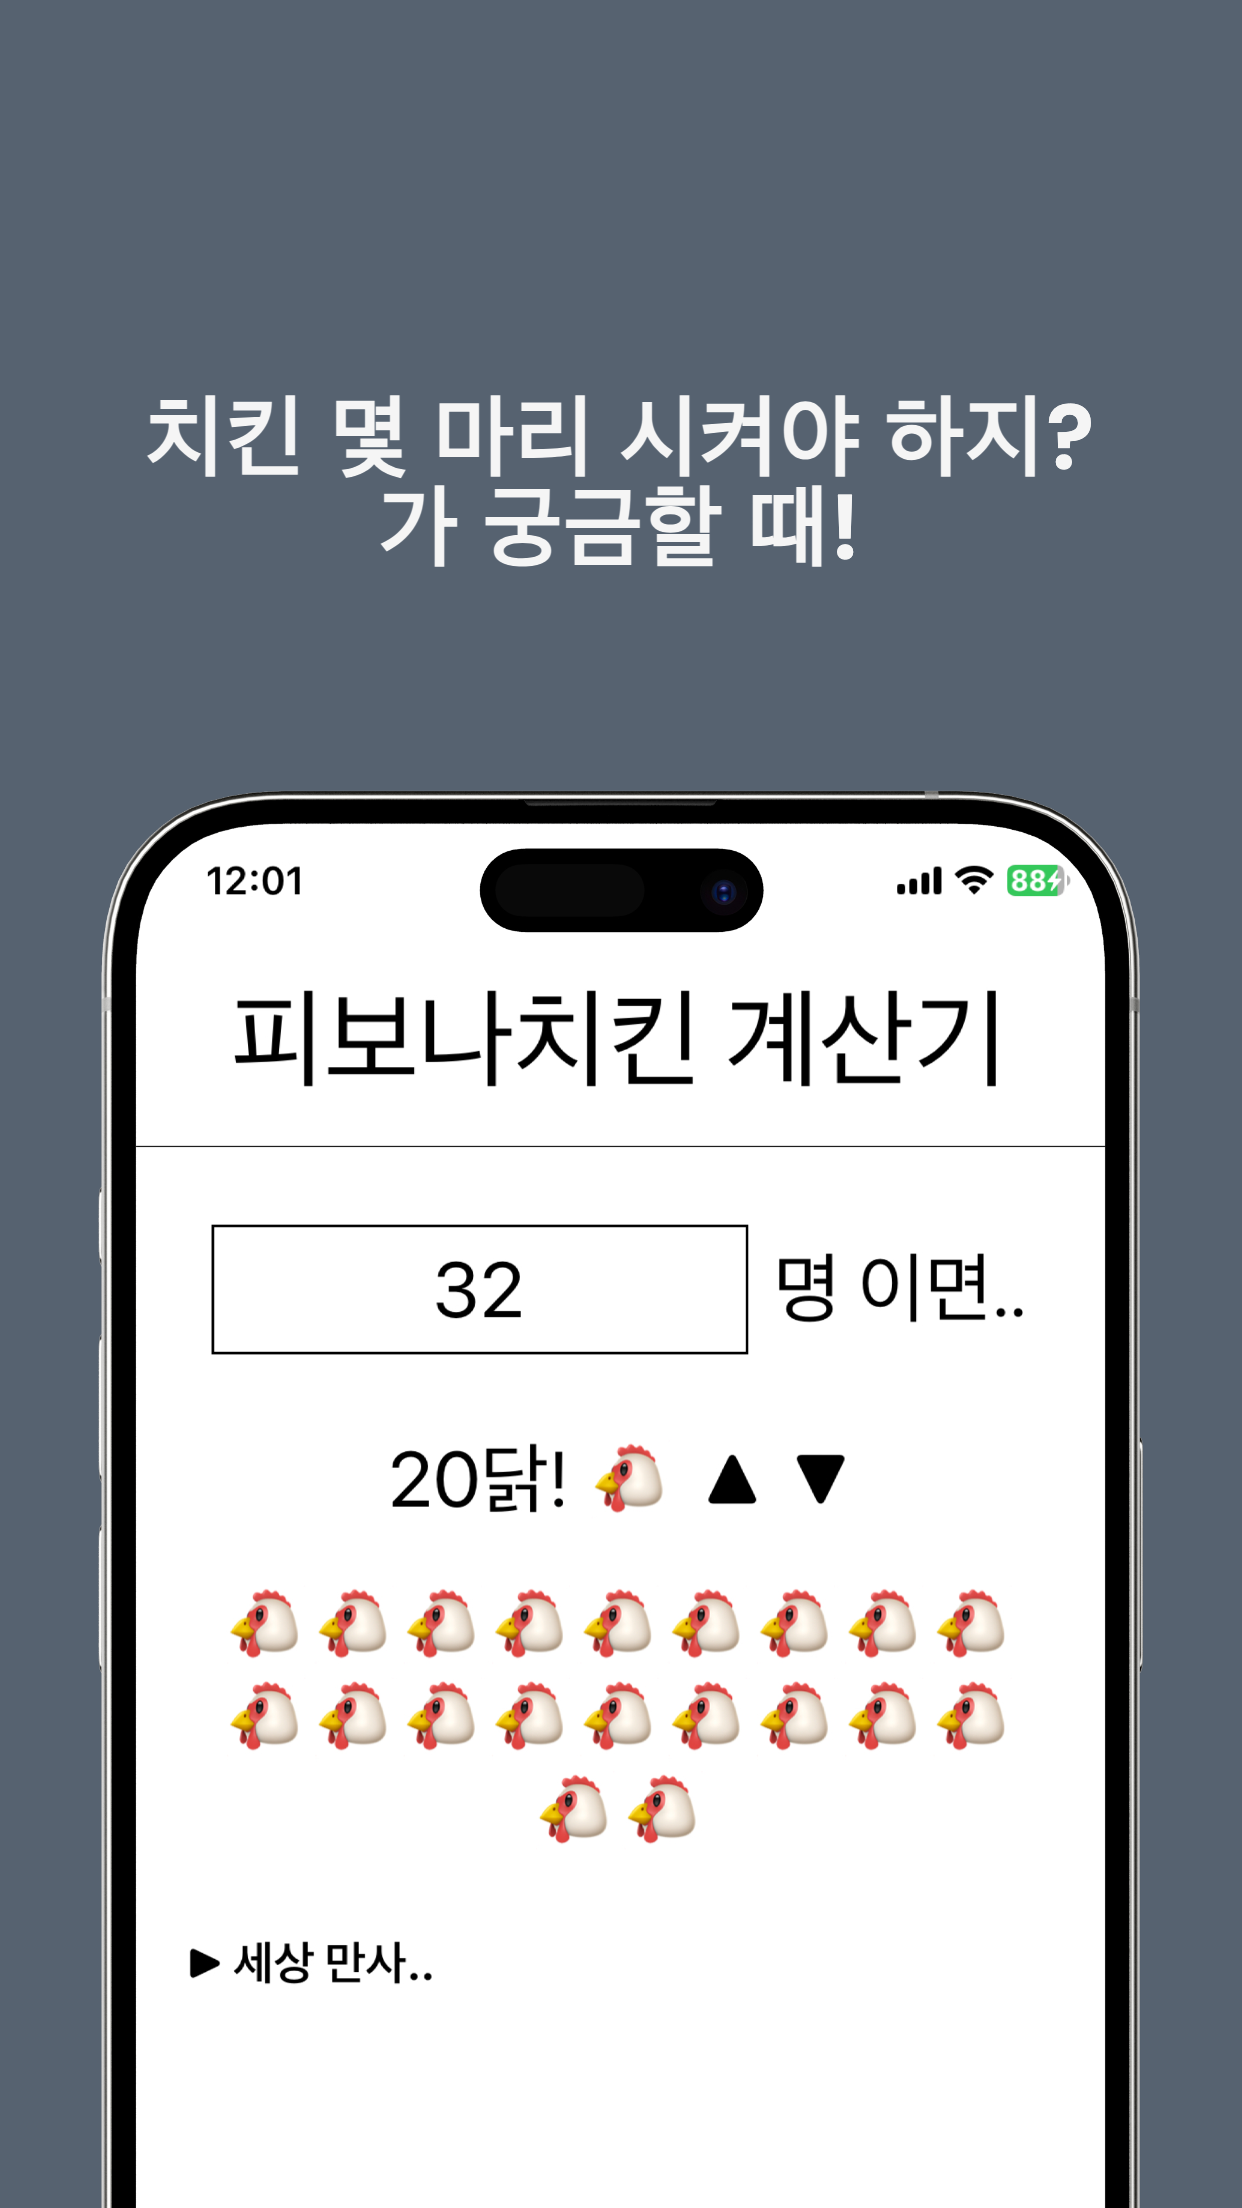 치킨 몇 마리 시켜야 하지?
가 궁금할 때!
12:01
88
피보나치킨 계산기
32 명 이면..
20닭! 🐔 ▲ ▼
🐔🐔🐔🐔🐔🐔🐔🐔🐔
🐔🐔🐔🐔🐔🐔🐔🐔🐔
🐔🐔
▶ 세상 만사..